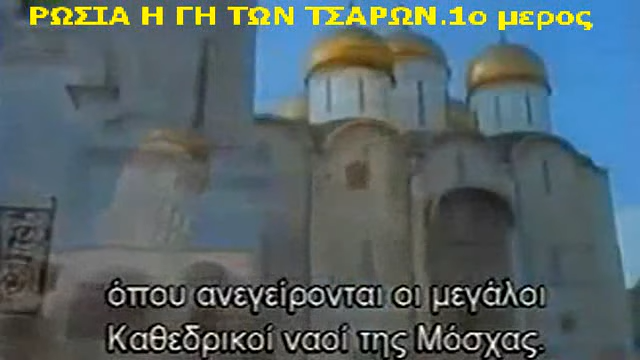 ΡΩΣΙΑ Η ΓΗ ΤΩΝ ΤΣΑΡΩΝ.1ο μερος
όπου ανεγείρονται οι μεγάλοι
Καθεδρικοί ναοί της Μόσχας.